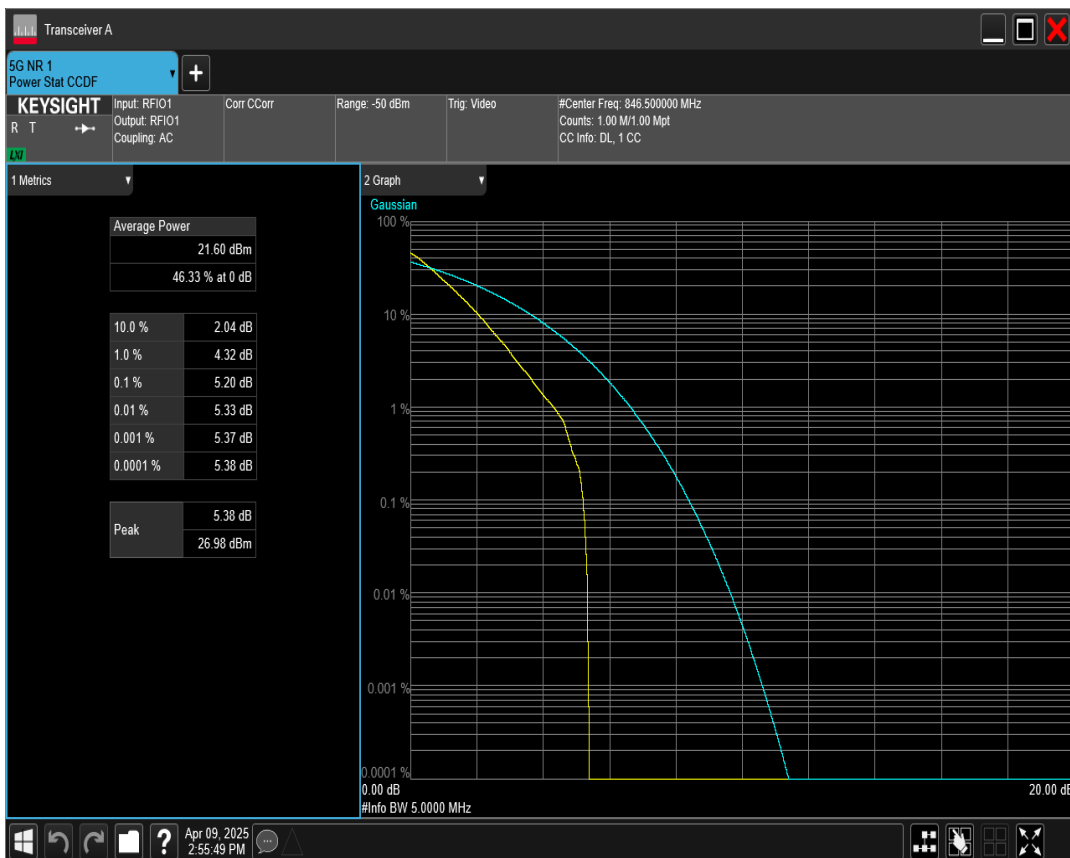 Transceiver A
5G NR 1
Power Stat CCDF
+
KEYSIGHT
R T
LXI
Input: RFIO1
Output: RFIO1
Coupling: AC
Corr CCorr
Range: -50 dBm
Trig: Video
#Center Freq: 846.500000 MHz
Counts: 1.00 M/1.00 Mpt
CC Info: DL, 1 CC
1 Metrics
Average Power
21.60 dBm
46.33 % at 0 dB
10.0 % 2.04 dB
1.0 % 4.32 dB
0.1 % 5.20 dB
0.01 % 5.33 dB
0.001 % 5.37 dB
0.0001 % 5.38 dB
Peak 5.38 dB
26.98 dBm
2 Graph
Gaussian
100 %
10 %
1 %
0.1 %
0.01 %
0.001 %
0.0001 %
0.00 dB 20.00 dB
#Info BW 5.0000 MHz
?
Apr 09, 2025
2:55:49 PM